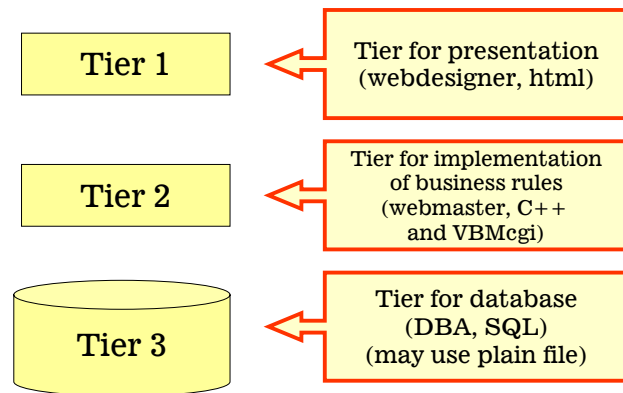 Tier 1
Tier for presentation
(webdesigner, html)
Tier 2
Tier for implementation
of business rules
(webmaster, C++
and VBMcgi)
Tier 3
Tier for database
(DBA, SQL)
(may use plain file)